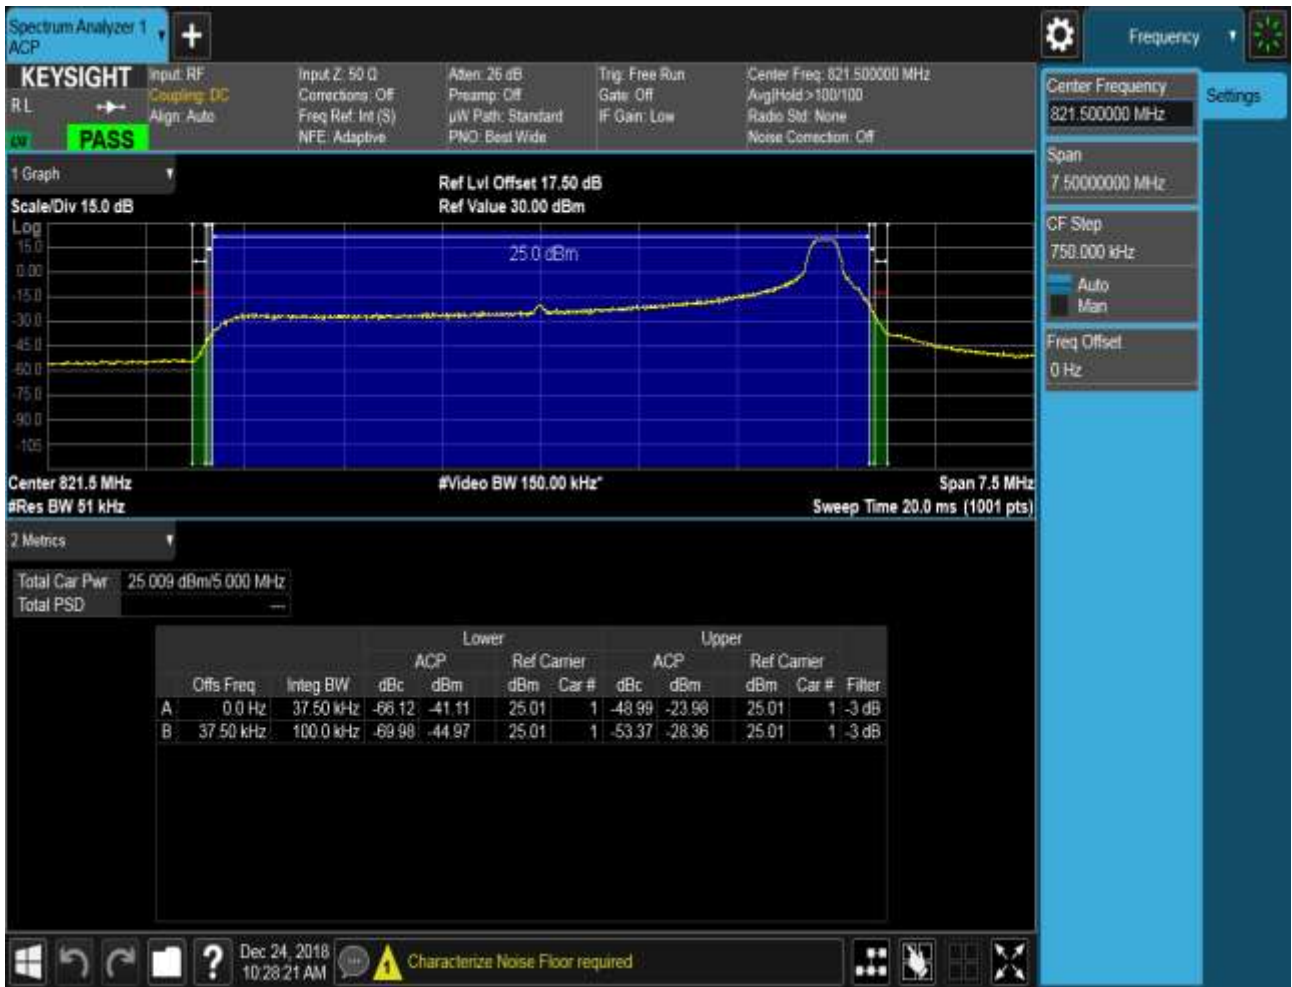 Spectrum Analyzer 1
ACP
Frequency
KEYSIGHT
Input: RF
Coupling: DC
Align: Auto
Input Z: 50 Ω
Corrections: Off
Freq Ref: Int (S)
NFE: Adaptive
Atten: 26 dB
Preamp: Off
µW Path: Standard
PNO: Best Wide
Trig: Free Run
Gate: Off
IF Gain: Low
Center Freq: 821.500000 MHz
Avg|Hold:>100/100
Radio Std: None
Noise Correction: Off
R L
PASS
Center Frequency
821.500000 MHz
Settings
Span
7.50000000 MHz
CF Step
750.000 kHz
Auto
Man
Freq Offset
0 Hz
1 Graph
Scale/Div 15.0 dB
Ref Lvl Offset 17.50 dB
Ref Value 30.00 dBm
Log
15.0
0.00
-15.0
-30.0
-45.0
-60.0
-75.0
-90.0
-105
25.0 dBm
Center 821.5 MHz
#Video BW 150.00 kHz*
Span 7.5 MHz
#Res BW 51 kHz
Sweep Time 20.0 ms (1001 pts)
2 Metrics
Total Car Pwr 25.009 dBm/5.000 MHz
Total PSD ---
Lower Upper
ACP Ref Carrier ACP Ref Carrier
Offs Freq Integ BW dBc dBm dBm Car # dBc dBm dBm Car # Filter
A 0.0 Hz 37.50 kHz -66.12 -41.11 25.01 1 -48.99 -23.98 25.01 1 -3 dB
B 37.50 kHz 100.0 kHz -69.98 -44.97 25.01 1 -53.37 -28.36 25.01 1 -3 dB
Dec 24, 2018
10:28:21 AM
Characterize Noise Floor required